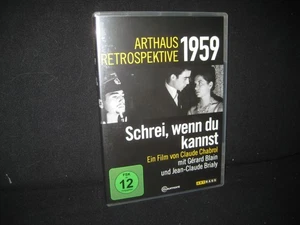 ARTHAUS
RETROSPEKTIVE 1959
Schrei, wenn du
kannst
Ein Film von Claude Chabrol
mit Gérard Blain
und Jean-Claude Brialy
FSK
12
ARTHAUS